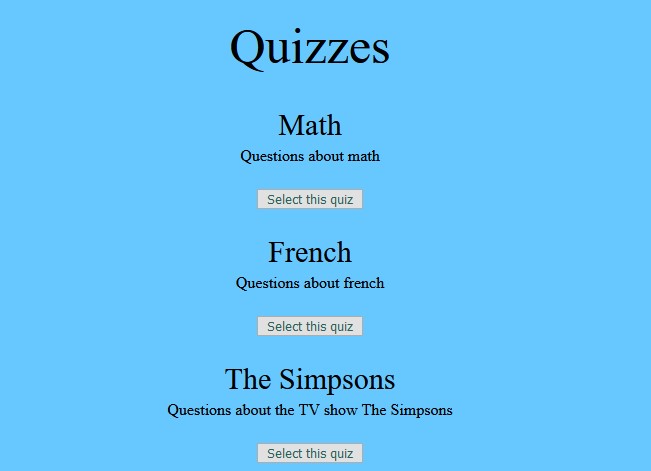 Quizzes
Math
Questions about math
Select this quiz
French
Questions about french
Select this quiz
The Simpsons
Questions about the TV show The Simpsons
Select this quiz